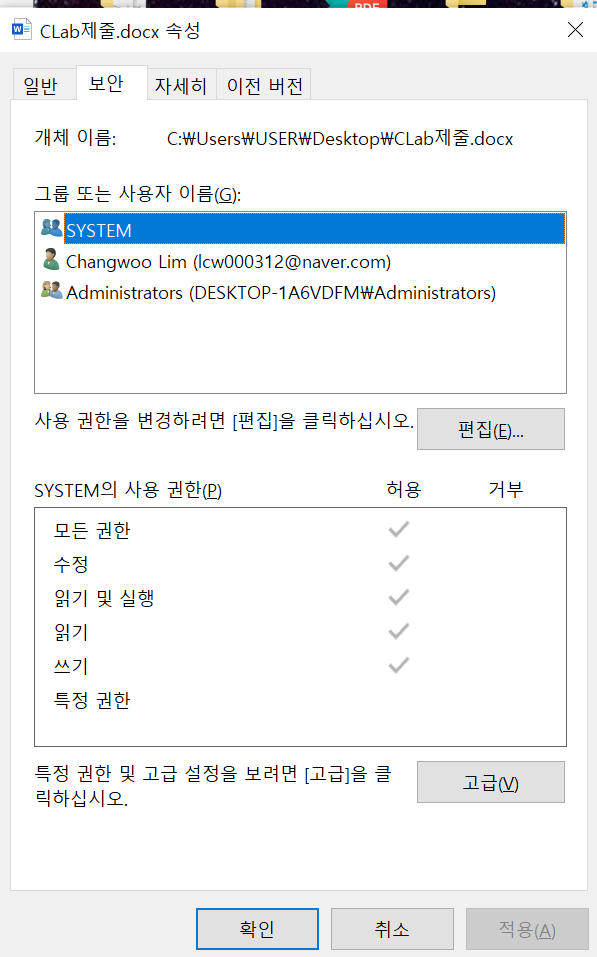 PDF
CLab제줄.docx 속성
일반 보안 자세히 이전 버전
개체 이름: C:₩Users₩USER₩Desktop₩CLab제줄.docx
그룹 또는 사용자 이름(G):
SYSTEM
Changwoo Lim (lcw000312@naver.com)
Administrators (DESKTOP-1A6VDFM₩Administrators)
사용 권한을 변경하려면 [편집]을 클릭하십시오. 편집(E)...
SYSTEM의 사용 권한(P) 허용 거부
모든 권한
수정
읽기 및 실행
읽기
쓰기
특정 권한
특정 권한 및 고급 설정을 보려면 [고급]을 클
릭하십시오.
고급(V)
확인 취소 적용(A)